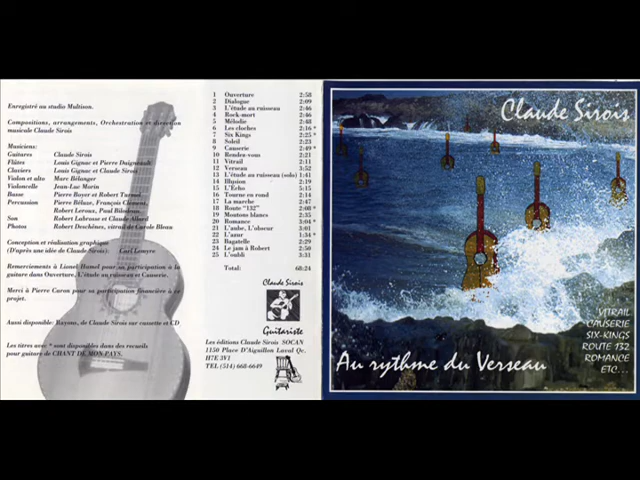 Enregistré au studio Multison.
Compositions, arrangements, Orchestration et direction
musicale Claude Sirois
Musiciens:
Guitares Claude Sirois
Flûtes Louis Gignac et Pierre Daigneault
Claviers Louis Gignac et Claude Sirois
Violon et alto Marc Bélanger
Violoncelle Jean-Luc Morin
Basse Pierre Boyer et Robert
Percussion Pierre Béluse, François
Robert Leroux, Paul
Son Robert Labrosse et Claude Allard
Photos Robert Deschênes, vitrail de Carole Bleau
Conception et réalisation graphique
(D'après une idée de Claude Sirois): Carl Lemyre
Remerciements à Lionel Hamel pour sa participation à la
guitare dans Ouverture, L'étude au ruisseau et Causerie.
Merci à Pierre Caron pour sa participation financière à ce
projet.
Aussi disponible: Rayons, de Claude Sirois sur cassette et CD
Les titres avec * sont disponibles dans des recueils
pour guitare de CHANT DE MON PAYS.
1 Ouverture 2:58
2 Dialogue 2:09
3 L'étude au ruisseau 2:46
4 Rock-mort 2:46
5 Mélodie 2:48
6 Les cloches 2:16 *
7 Six Kings 2:25 *
8 Soleil 2:23
9 Causerie 2:49 *
10 Rendez-vous 2:21
11 Vitrail 2:11
12 Verseau 3:52
13 L'étude au ruisseau (solo) 1:41
14 Illusion 2:19
15 L'Écho 5:15
16 Tourne en rond 2:14
17 La marche 2:47
18 Route "132" 2:08 *
19 Moutons blancs 2:35
20 Romance 3:04 *
21 L'aube, L'obscur 3:01
22 L'azur 1:34 *
23 Bagatelle 2:29
24 Le jam à Robert 2:50
25 L'oubli 3:31
Total: 68:24
Claude Sirois
Guitariste
Les éditions Claude Sirois SOCAN
1150 Place D'Aiguillon Laval Qc.
H7E 3V1
TEL (514) 668-6649
Claude Sirois
VITRAIL
CAUSERIE
SIX-KINGS
ROUTE 132
ROMANCE
ETC...
Au rythme du Verseau